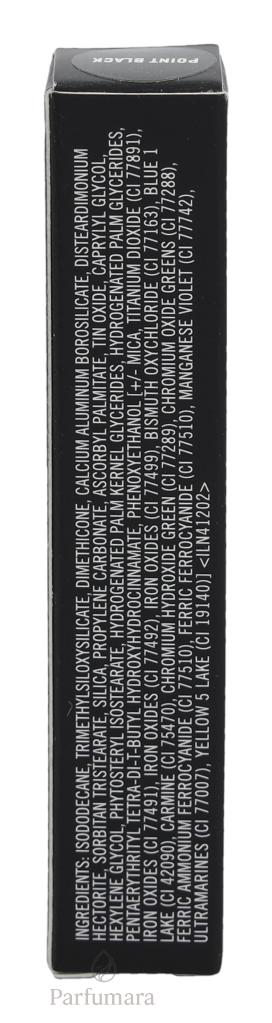 POINT BLACK
INGREDIENTS: ISODODECANE, TRIMETHYLSILOXYSILICATE, DIMETHICONE, CALCIUM ALUMINUM BOROSILICATE, DISTEARDIMONIUM
HECTORITE, SORBITAN TRISTEARATE, SILICA, PROPYLENE CARBONATE, ASCORBYL PALMITATE, TIN OXIDE, CAPRYLYL GLYCOL,
HEXYLENE GLYCOL, PHYTOSTERYL ISOSTEARATE, HYDROGENATED PALM KERNEL GLYCERIDES, HYDROGENATED PALM GLYCERIDES,
PENTAERYTHRITYL TETRA-DI-T-BUTYL HYDROXYHYDROCINNAMATE, PHENOXYETHANOL [+/- MICA, TITANIUM DIOXIDE (CI 77891),
IRON OXIDES (CI 77491), IRON OXIDES (CI 77492), IRON OXIDES (CI 77499), BISMUTH OXYCHLORIDE (CI 77163), BLUE 1
LAKE (CI 42090), CARMINE (CI 75470), CHROMIUM HYDROXIDE GREEN (CI 77289), CHROMIUM OXIDE GREENS (CI 77288),
FERRIC AMMONIUM FERROCYANIDE (CI 77510), FERRIC FERROCYANIDE (CI 77510), MANGANESE VIOLET (CI 77742),
ULTRAMARINES (CI 77007), YELLOW 5 LAKE (CI 19140)] <ILN41202>
Parfumara